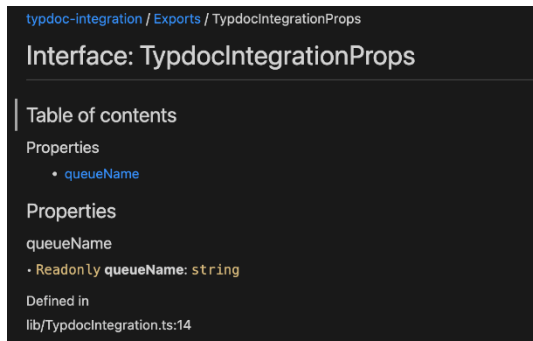 typdoc-integration / Exports / TypdocIntegrationProps
Interface: TypdocIntegrationProps
Table of contents
Properties
• queueName
Properties
queueName
• Readonly queueName: string
Defined in
lib/TypdocIntegration.ts:14